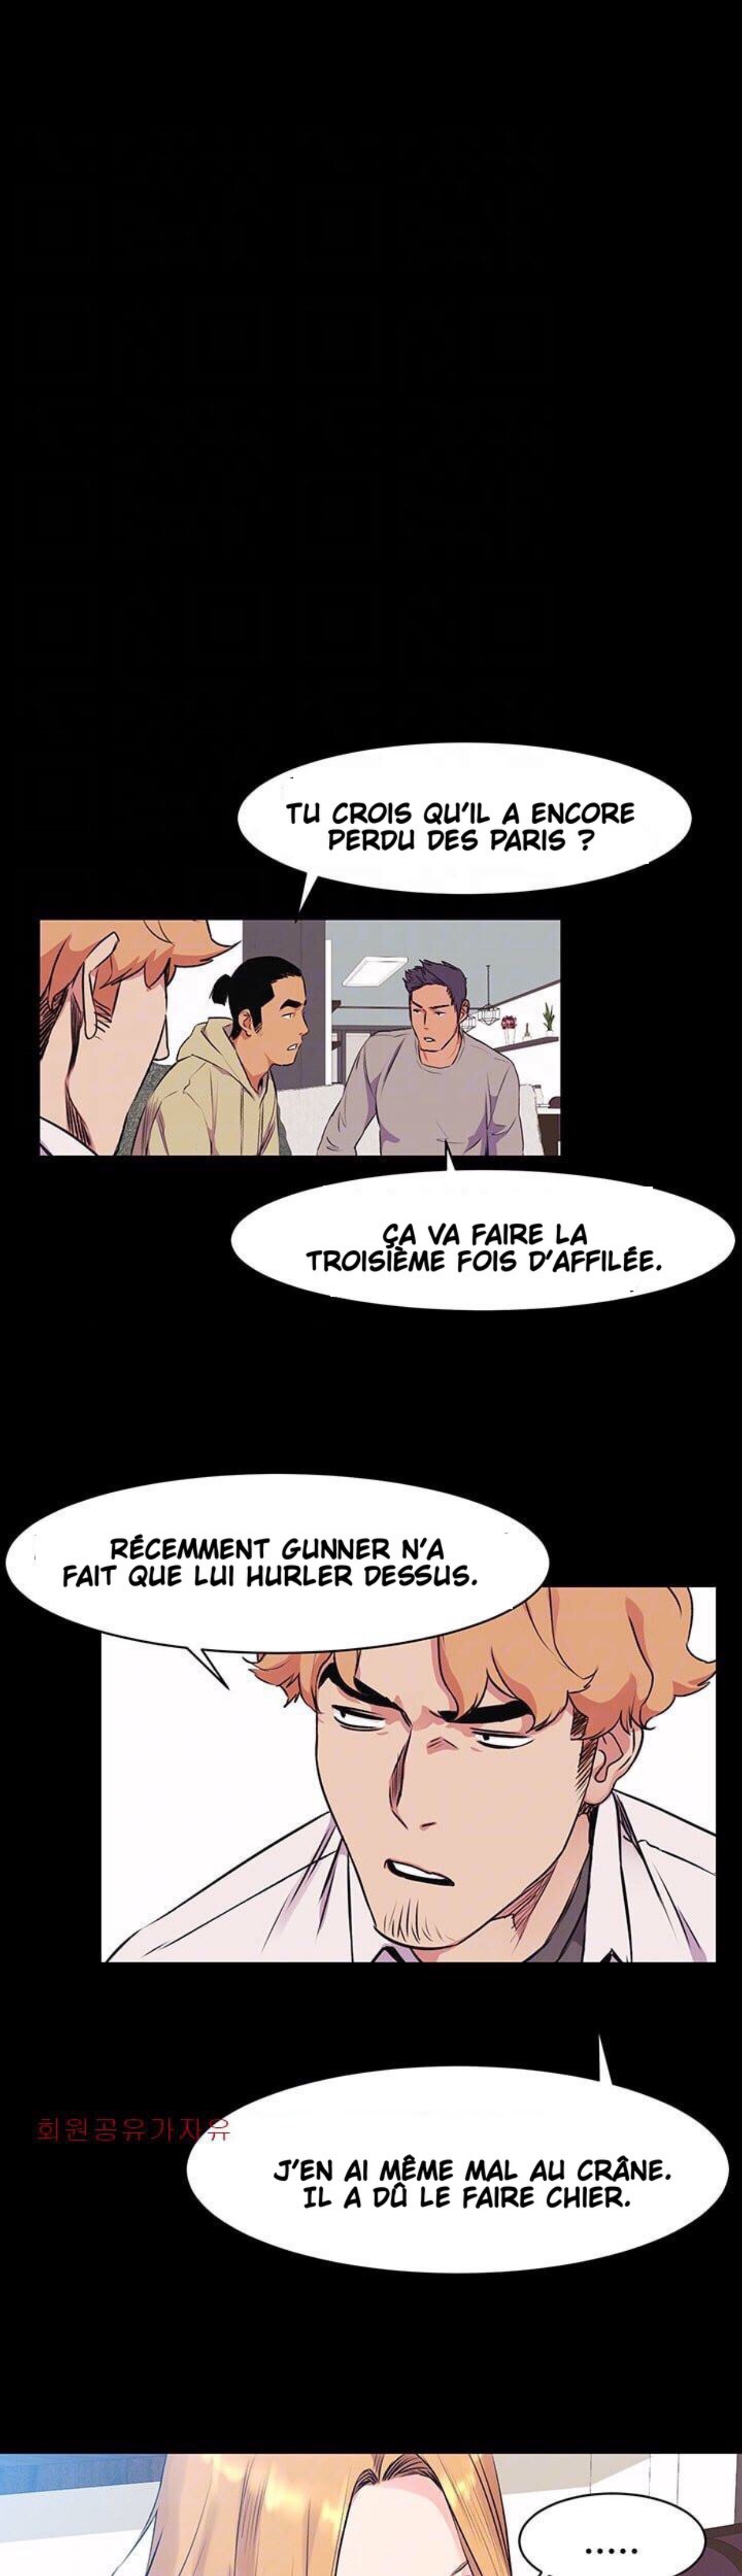 TU CROIS QU'IL A ENCORE
PERDU DES PARIS ?
ÇA VA FAIRE LA
TROISIÈME FOIS D'AFFILÉE.
RÉCEMMENT GUNNER N'A
FAIT QUE LUI HURLER DESSUS.
회원공유가자유
J'EN AI MÊME MAL AU CRÂNE.
IL A DÛ LE FAIRE CHIER.
.....